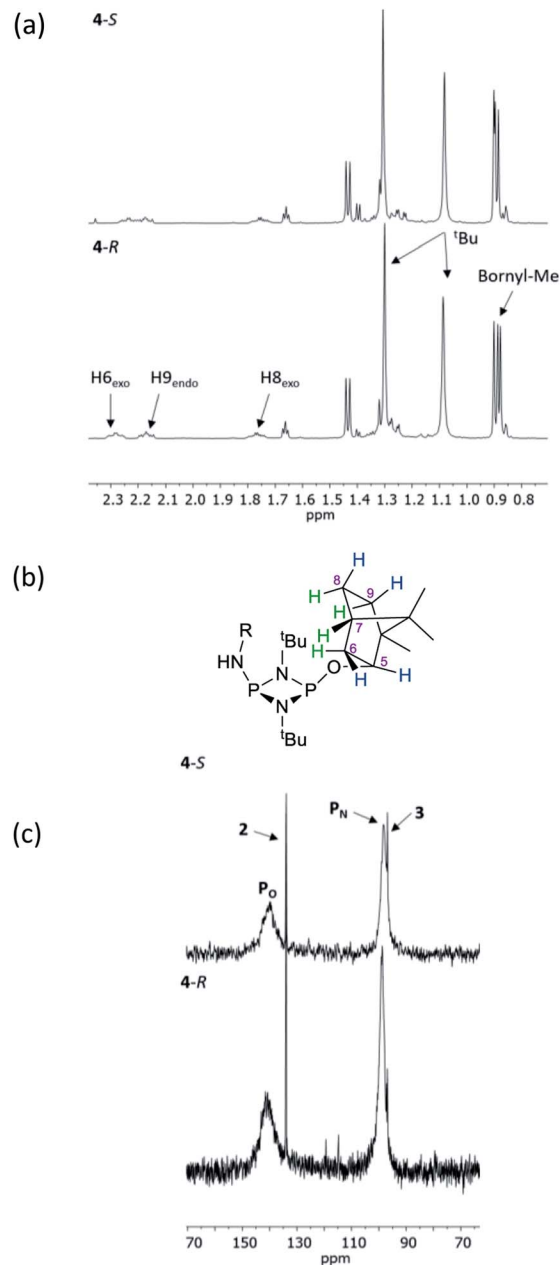 (a)
4-S
4-R
tBu
Bornyl-Me
H6exo
H9endo
H8exo
2.3 2.2 2.1 2.0 1.9 1.8 1.7 1.6 1.5 1.4 1.3 1.2 1.1 1.0 0.9 0.8
ppm
(b)
H
8
H
9
H
H
R
7
tBu
H
HN
N
H
6
O
5
P
P
H
H
N
tBu
4-S
(c)
2
PN
3
PO
4-R
70 150 130 110 90 70
ppm